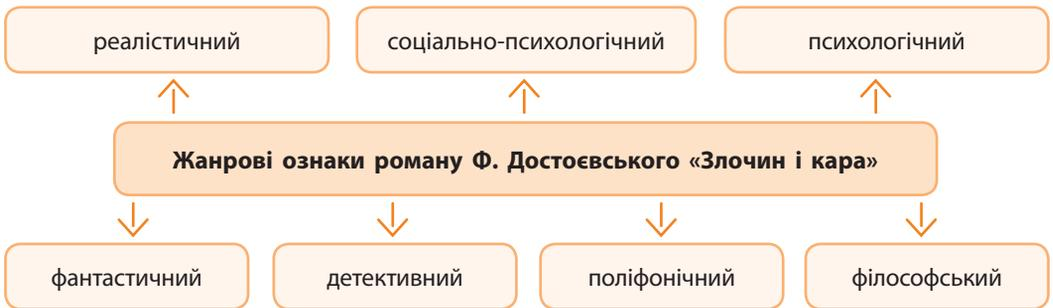 реалістичний
соціально-психологічний
психологічний
Жанрові ознаки роману Ф. Достоєвського «Злочин і кара»
фантастичний
детективний
поліфонічний
філософський